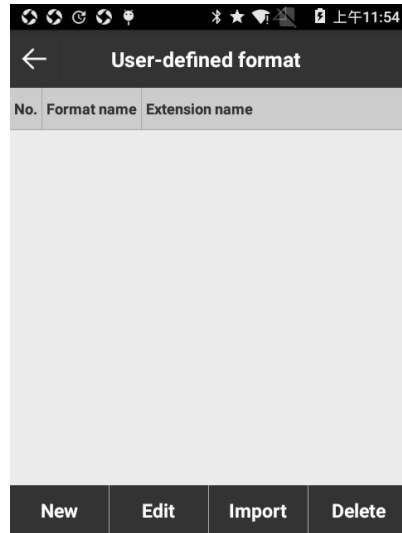 上午11:54
User-defined format
No. Format name Extension name
New Edit Import Delete